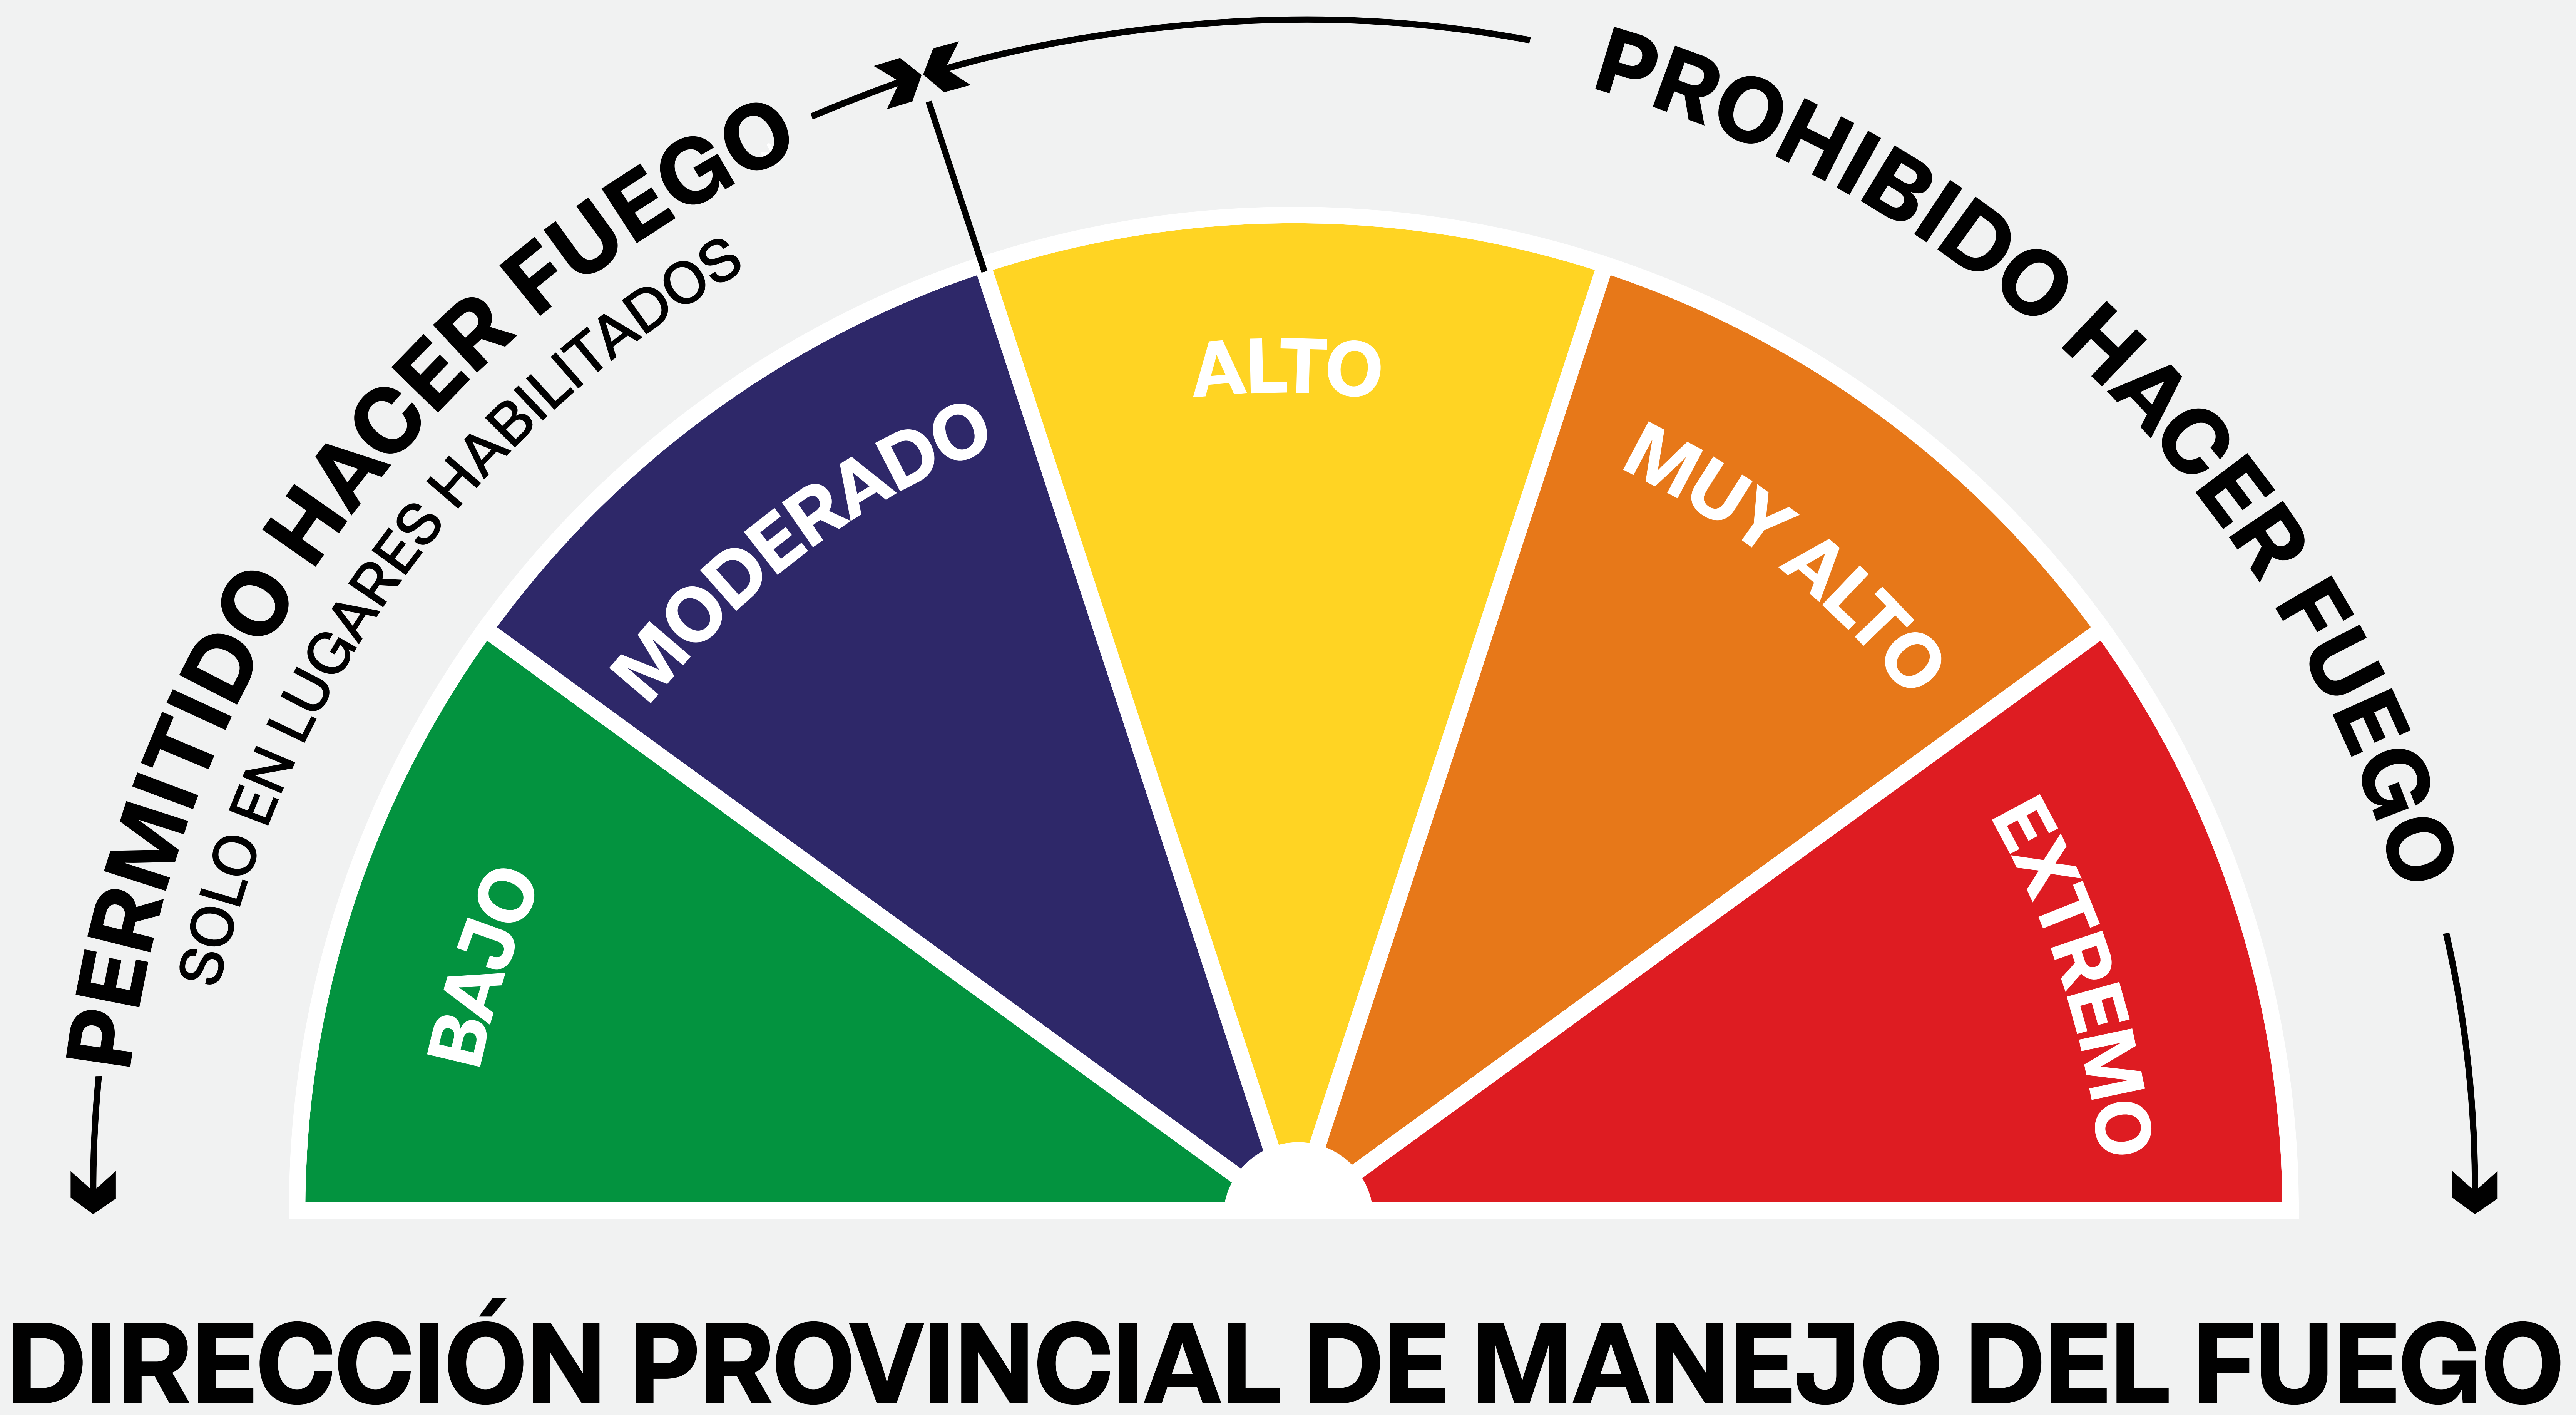 PERMITIDO HACER FUEGO
SOLO EN LUGARES HABILITADOS
PROHIBIDO HACER FUEGO
BAJO
MODERADO
ALTO
MUY ALTO
EXTREMO
DIRECCIÓN PROVINCIAL DE MANEJO DEL FUEGO